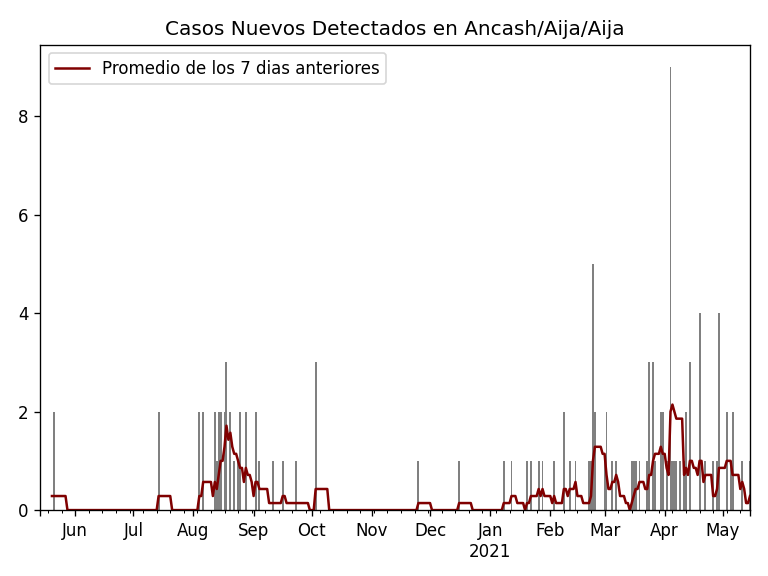 Casos Nuevos Detectados en Ancash/Aija/Aija
Promedio de los 7 dias anteriores
8
6
4
2
0
Jun Jul Aug Sep Oct Nov Dec Jan Feb Mar Apr May
2021